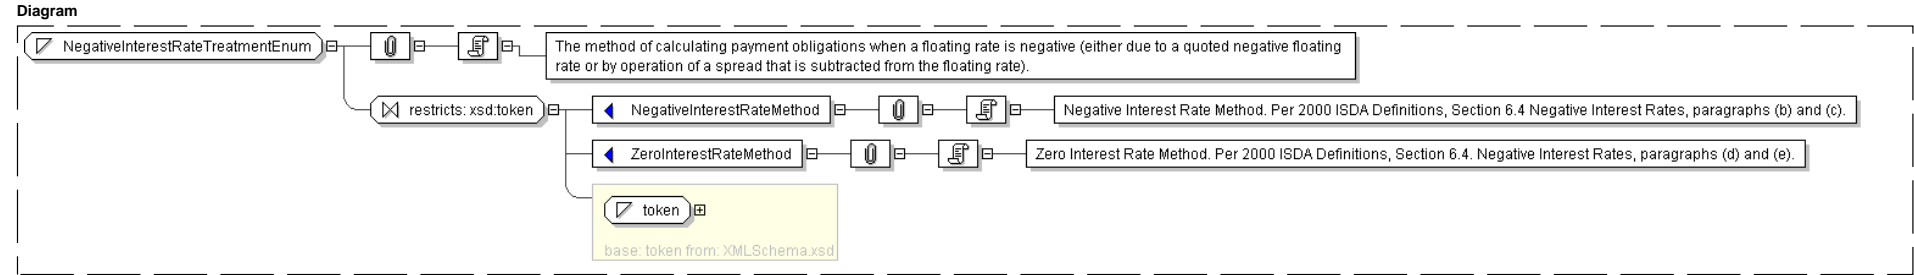 Diagram
NegativeInterestRateTreatmentEnum
The method of calculating payment obligations when a floating rate is negative (either due to a quoted negative floating
rate or by operation of a spread that is subtracted from the floating rate).
restricts: xsd:token
NegativeInterestRateMethod
Negative Interest Rate Method. Per 2000 ISDA Definitions, Section 6.4 Negative Interest Rates, paragraphs (b) and (c).
ZeroInterestRateMethod
Zero Interest Rate Method. Per 2000 ISDA Definitions, Section 6.4. Negative Interest Rates, paragraphs (d) and (e).
token
base: token from: XMLSchema.xsd